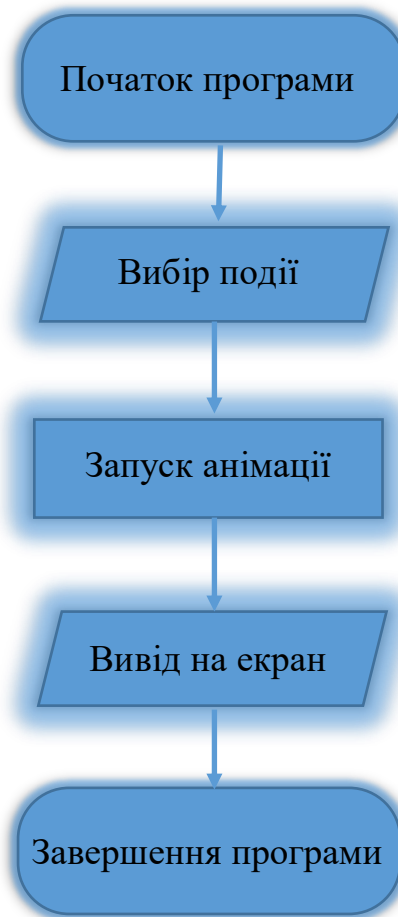 Початок програми
Вибір події
Запуск анімації
Вивід на екран
Завершення програми